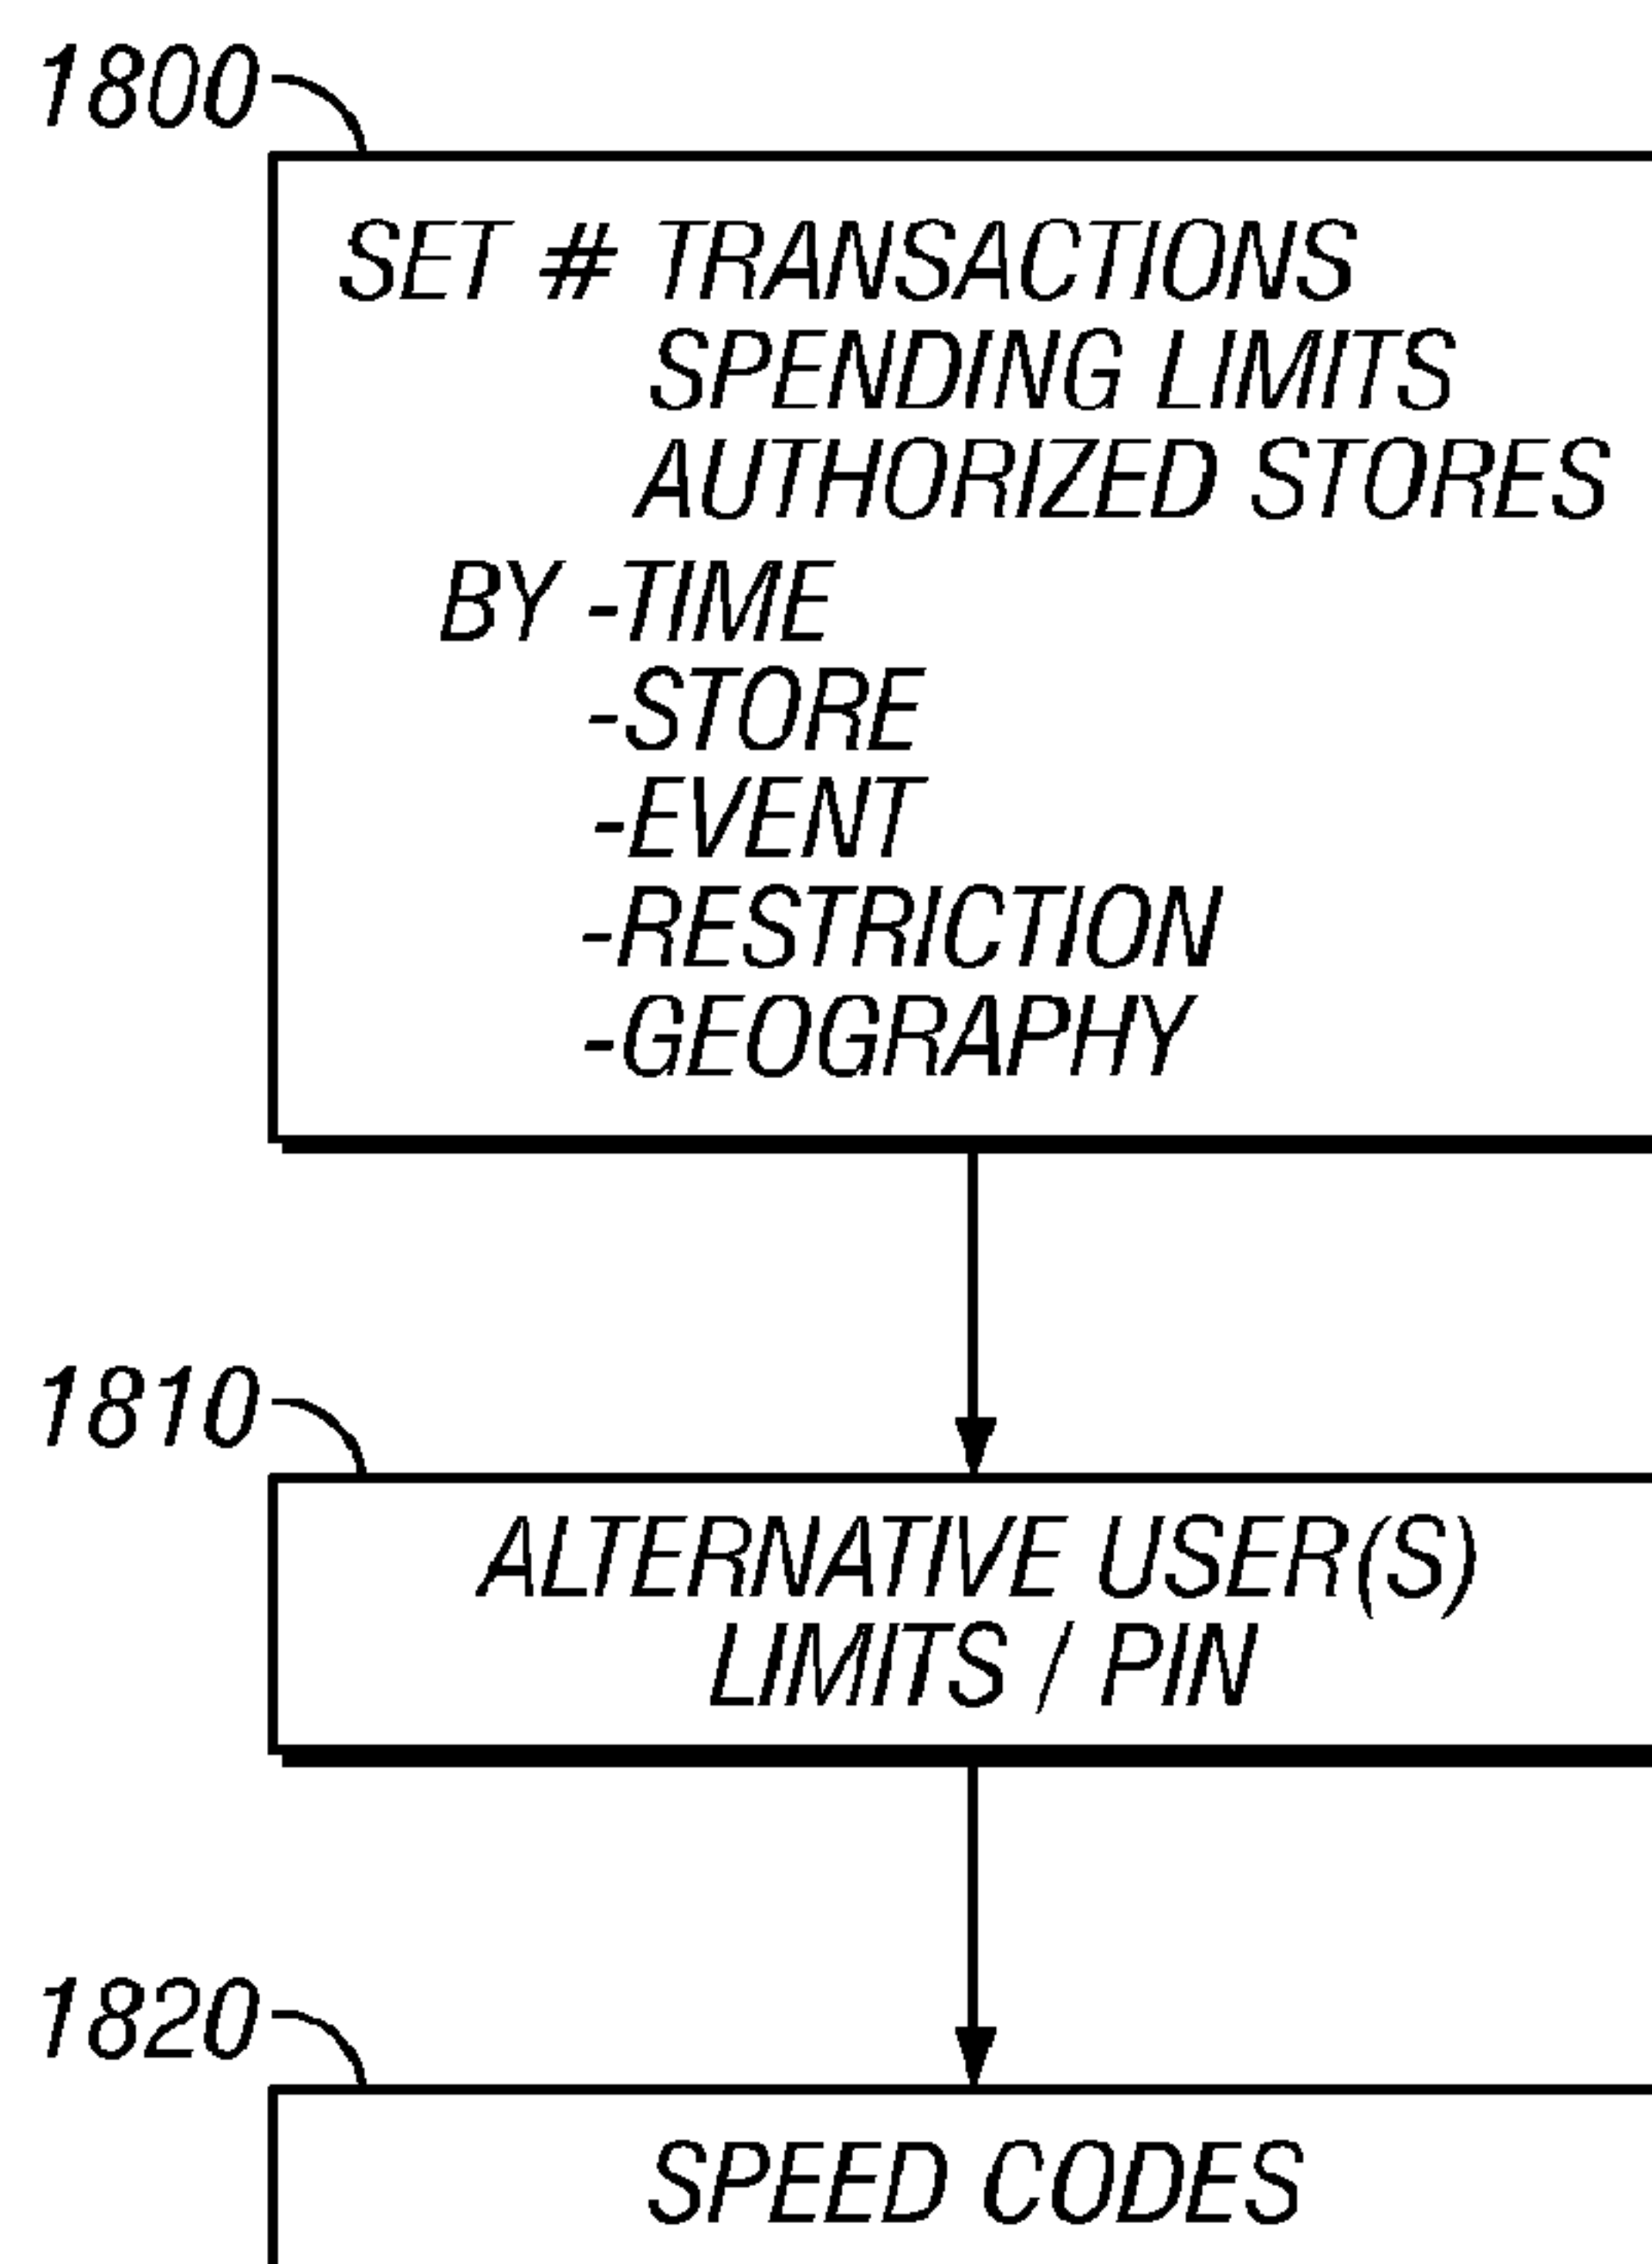 1800
SET # TRANSACTIONS
SPENDING LIMITS
AUTHORIZED STORES
BY -TIME
-STORE
-EVENT
-RESTRICTION
-GEOGRAPHY
1810
ALTERNATIVE USER(S)
LIMITS / PIN
1820
SPEED CODES